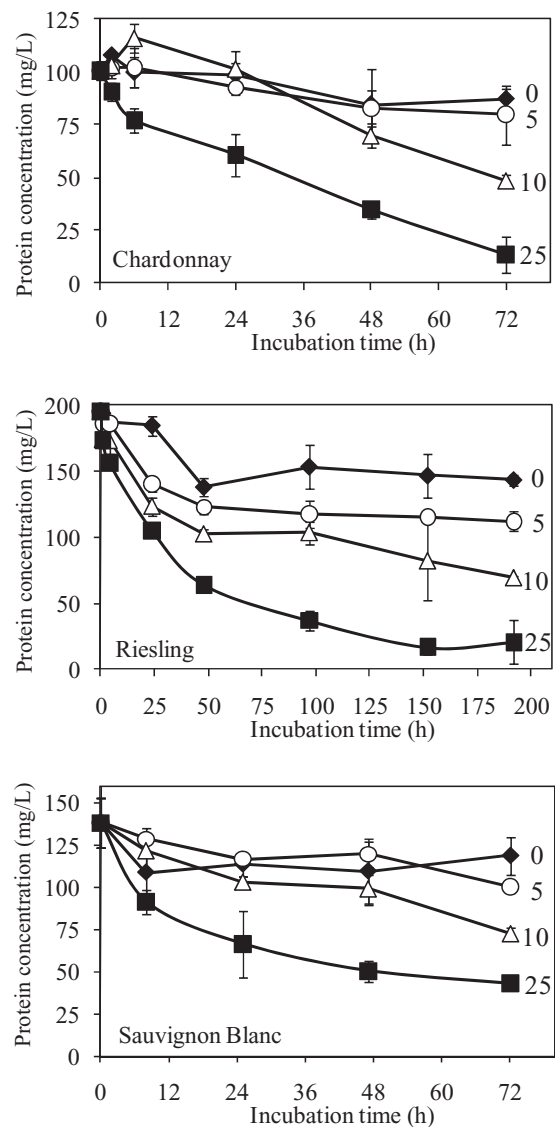 Protein concentration (mg/L)
125
100
75
50
25
0
0
5
10
25
Chardonnay
0 12 24 36 48 60 72
Incubation time (h)
Protein concentration (mg/L)
200
150
100
50
0
0
5
10
25
Riesling
0 25 50 75 100 125 150 175 200
Incubation time (h)
Protein concentration (mg/L)
150
125
100
75
50
25
0
0
5
10
25
Sauvignon Blanc
0 12 24 36 48 60 72
Incubation time (h)